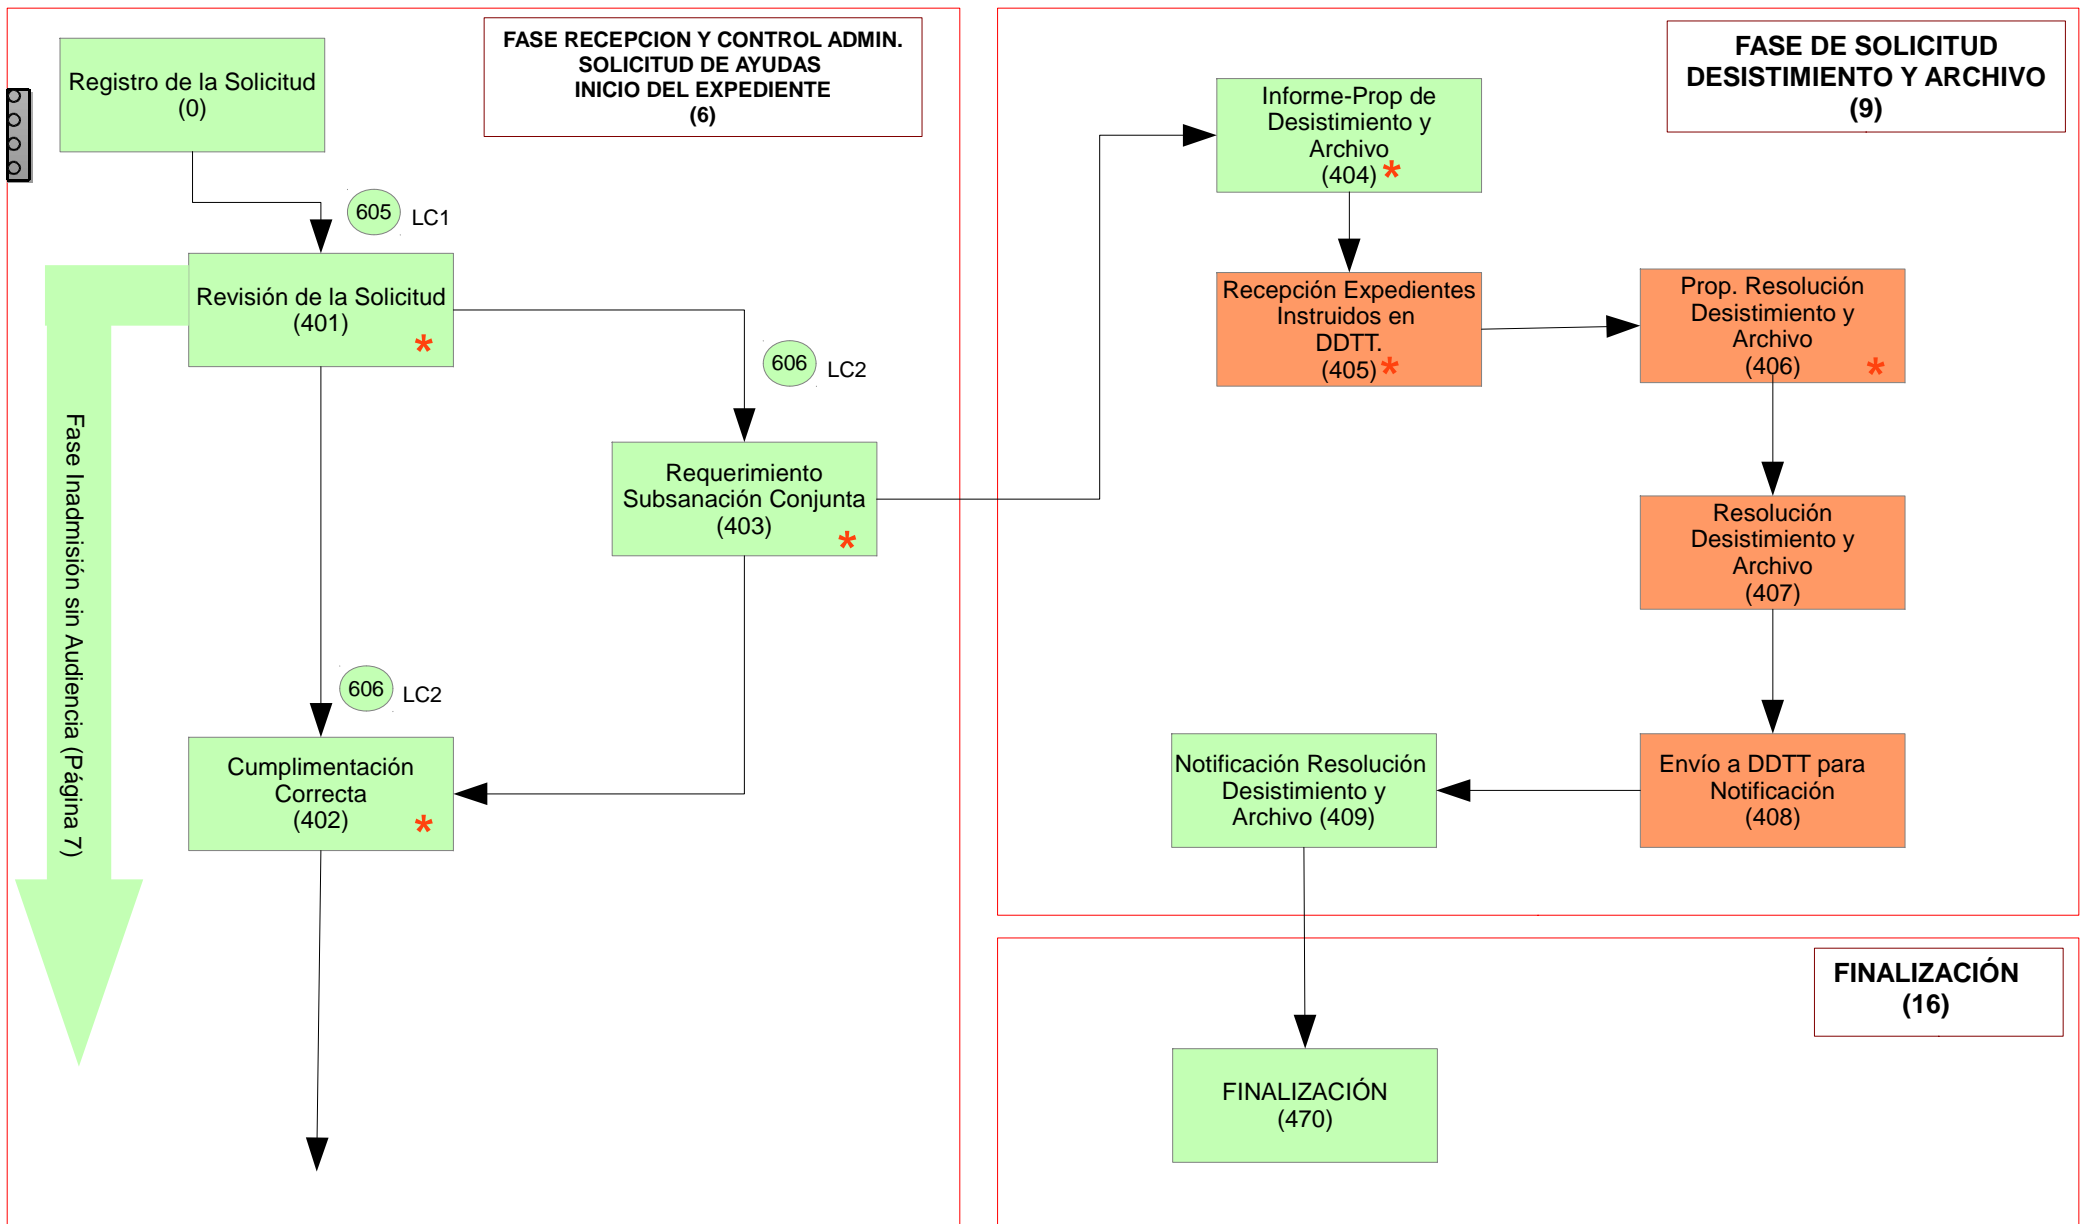 FASE RECEPCION Y CONTROL ADMIN.
SOLICITUD DE AYUDAS
INICIO DEL EXPEDIENTE
(6)
Registro de la Solicitud
(0)
605 LC1
Revisión de la Solicitud
(401)
*
606 LC2
Requerimiento
Subsanación Conjunta
(403)
*
Fase Inadmisión sin Audiencia (Página 7)
606 LC2
Cumplimentación
Correcta
(402)
*
FASE DE SOLICITUD
DESISTIMIENTO Y ARCHIVO
(9)
Informe-Prop de
Desistimiento y
Archivo
(404) *
Recepción Expedientes
Instruidos en
DDTT.
(405) *
Prop. Resolución
Desistimiento y
Archivo
(406) *
Resolución
Desistimiento y
Archivo
(407)
Envío a DDTT para
Notificación
(408)
Notificación Resolución
Desistimiento y
Archivo (409)
FINALIZACIÓN
(16)
FINALIZACIÓN
(470)